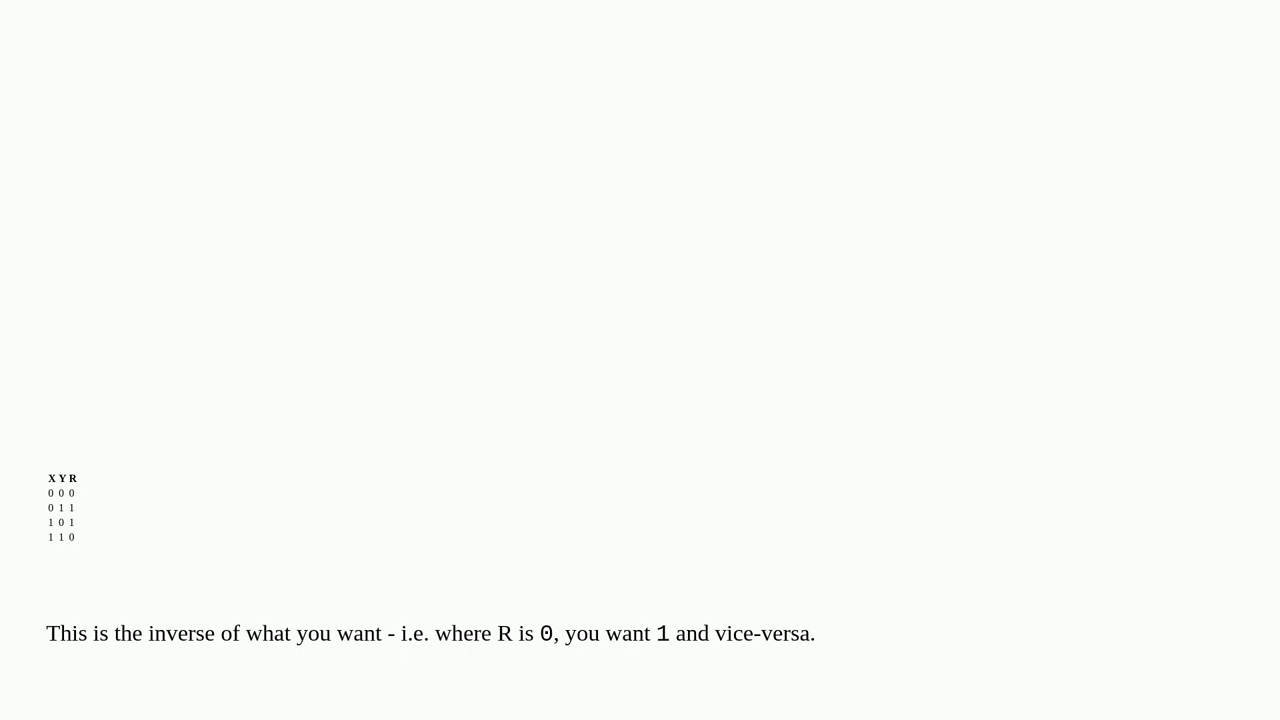 X Y R
0 0 0
0 1 1
1 0 1
1 1 0
This is the inverse of what you want - i.e. where R is 0, you want 1 and vice-versa.